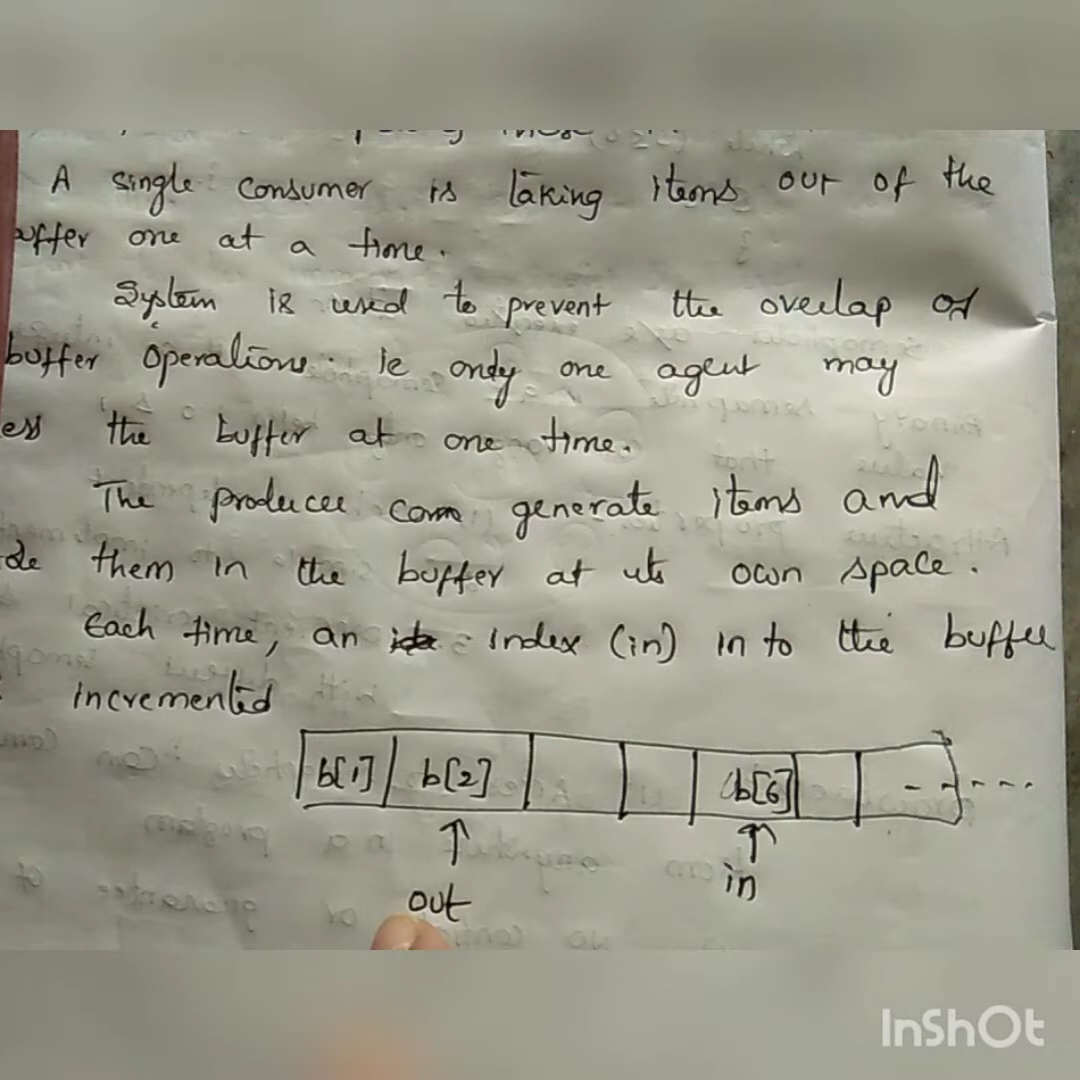 A single consumer is taking items out of the
uffer one at a time.
System is used to prevent the overlap of
buffer operations. ie only one agent may
ess the buffer at one time.
The producer can generate items and
de them in the buffer at its own space.
Each time, an index (in) in to the buffer
incremented
b[1] b[2] b[6] - - - - - -
out in
InShOt